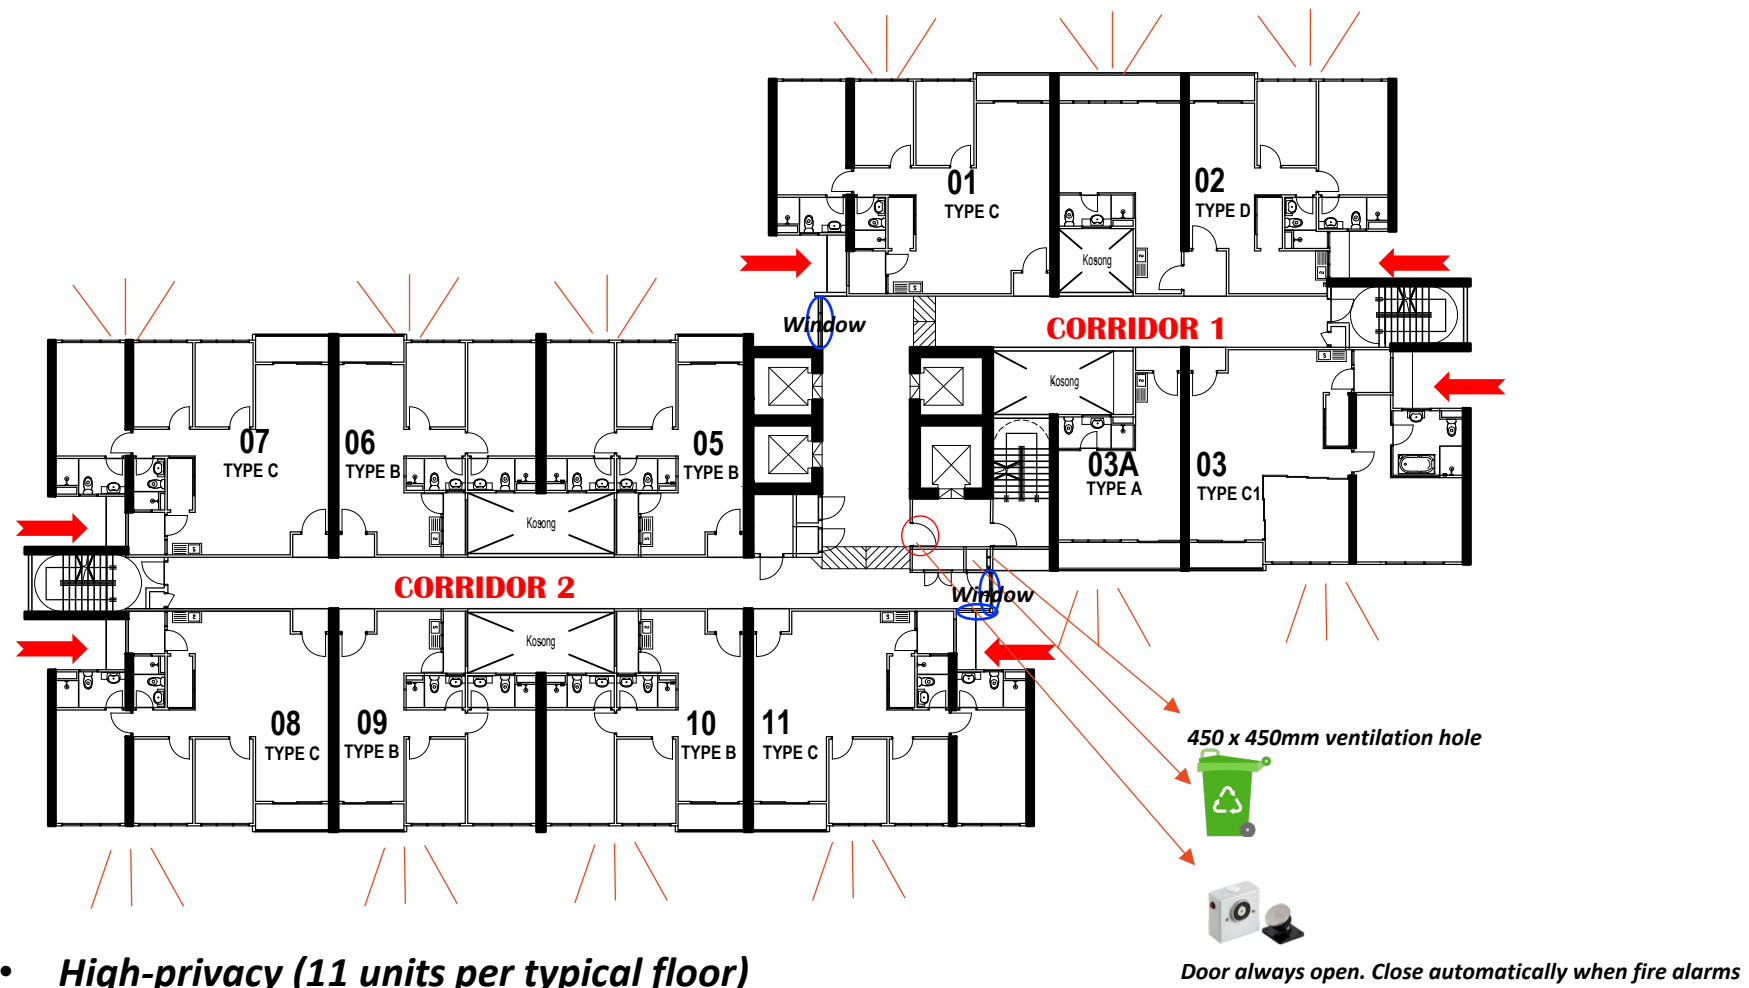 01
TYPE C
02
TYPE D
Kosong
Window
CORRIDOR 1
Kosong
07
TYPE C
06
TYPE B
05
TYPE B
03A
TYPE A
03
TYPE C1
Kosong
CORRIDOR 2
Window
Kosong
08
TYPE C
09
TYPE B
10
TYPE B
11
TYPE C
450 x 450mm ventilation hole
• High-privacy (11 units per typical floor)
Door always open. Close automatically when fire alarms